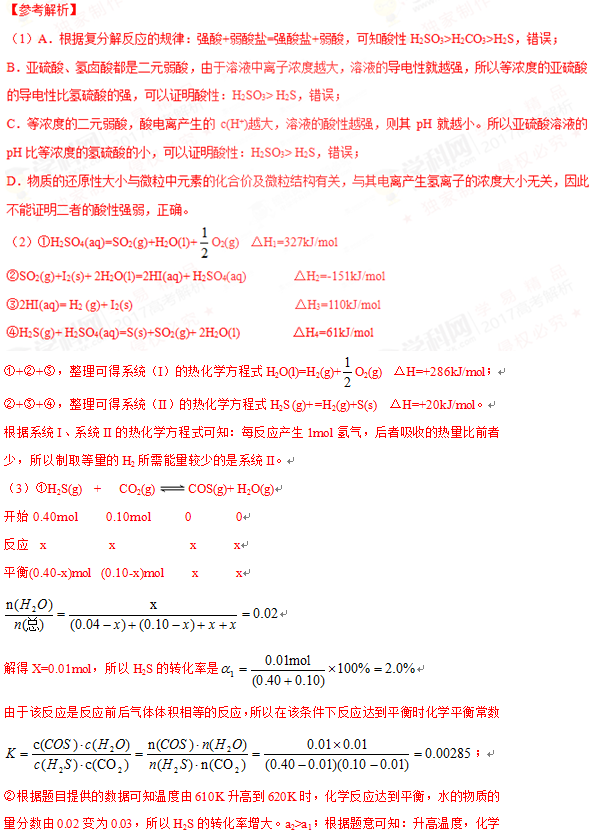 【参考解析】
（1）A．根据复分解反应的规律：强酸+弱酸盐=强酸盐+弱酸，可知酸性 H2SO3>H2CO3>H2S，错误；
B．亚硫酸、氢卤酸都是二元弱酸，由于溶液中离子浓度越大，溶液的导电性就越强，所以等浓度的亚硫酸
的导电性比氢硫酸的强，可以证明酸性：H2SO3> H2S，错误；
C．等浓度的二元弱酸，酸电离产生的 c(H+)越大，溶液的酸性越强，则其 pH 就越小。所以亚硫酸溶液的
pH 比等浓度的氢硫酸的小，可以证明酸性：H2SO3> H2S，错误；
D．物质的还原性大小与微粒中元素的化合价及微粒结构有关，与其电离产生氢离子的浓度大小无关，因此
不能证明二者的酸性强弱，正确。
（2）①H2SO4(aq)=SO2(g)+H2O(l)+1/2 O2(g) △H1=327kJ/mol
②SO2(g)+I2(s)+ 2H2O(l)=2HI(aq)+ H2SO4(aq) △H2=-151kJ/mol
③2HI(aq)= H2 (g)+ I2(s) △H3=110kJ/mol
④H2S(g)+ H2SO4(aq)=S(s)+SO2(g)+ 2H2O(l) △H4=61kJ/mol
①+②+③，整理可得系统（I）的热化学方程式 H2O(l)=H2(g)+1/2 O2(g) △H=+286kJ/mol；
②+③+④，整理可得系统（II）的热化学方程式 H2S (g)+ =H2(g)+S(s) △H=+20kJ/mol。
根据系统 I、系统 II 的热化学方程式可知：每反应产生 1mol 氢气，后者吸收的热量比前者
少，所以制取等量的 H2 所需能量较少的是系统 II。
（3）①H2S(g) + CO2(g) ⇌ COS(g)+ H2O(g)
开始 0.40mol 0.10mol 0 0
反应 x x x x
平衡(0.40-x)mol (0.10-x)mol x x
n(H2O)/n(总)=x/((0.04-x)+(0.10-x)+x+x)=0.02
解得 X=0.01mol，所以 H2S 的转化率是α1=0.01mol/(0.40+0.10)×100%=2.0%
由于该反应是反应前后气体体积相等的反应，所以在该条件下反应达到平衡时化学平衡常数
K=c(COS)·c(H2O)/c(H2S)·c(CO2)=n(COS)·n(H2O)/n(H2S)·n(CO2)=0.01×0.01/(0.40-0.01)(0.10-0.01)=0.00285；
②根据题目提供的数据可知温度由 610K 升高到 620K 时，化学反应达到平衡，水的物质的
量分数由 0.02 变为 0.03，所以 H2S 的转化率增大。a2>a1；根据题意可知：升高温度，化学